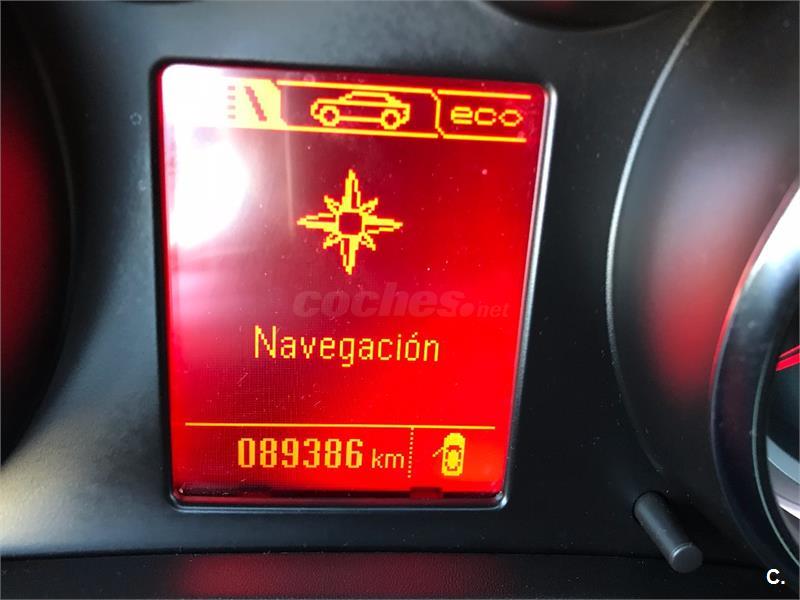 eco
coches.net
Navegación
089386 km
C.